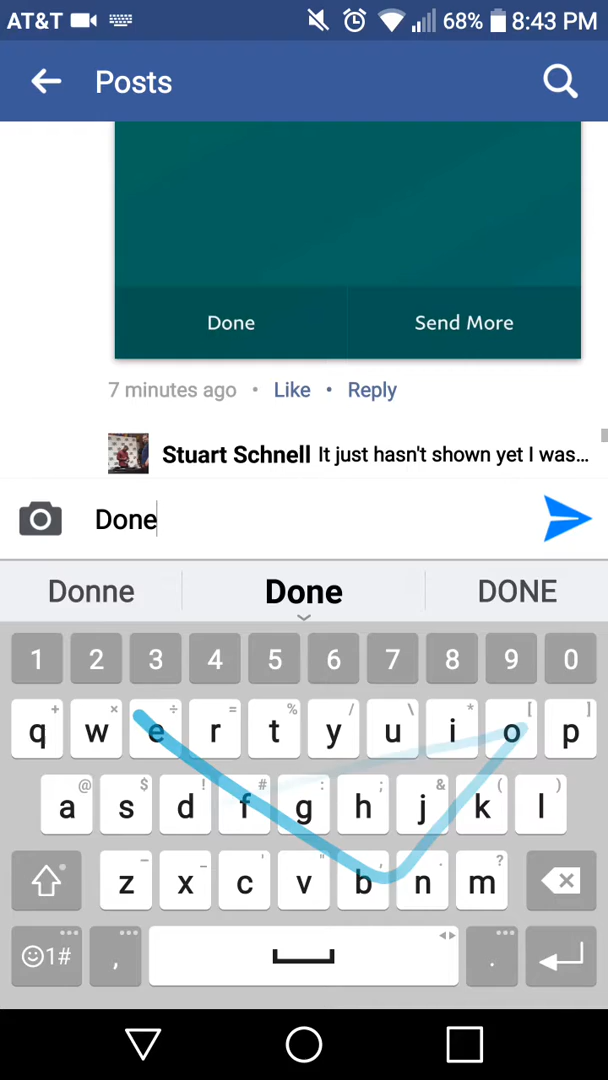 AT&T 68% 8:43 PM
Posts
Done Send More
7 minutes ago • Like • Reply
Stuart Schnell It just hasn't shown yet I was...
Done
Donne Done DONE
1 2 3 4 5 6 7 8 9 0
+ × ÷ = % / \ * [ ]
q w e r t y u i o p
@ $ ! # : ; & ( )
a s d f g h j k l
– _ ' " , . ?
z x c v b n m
1# , .